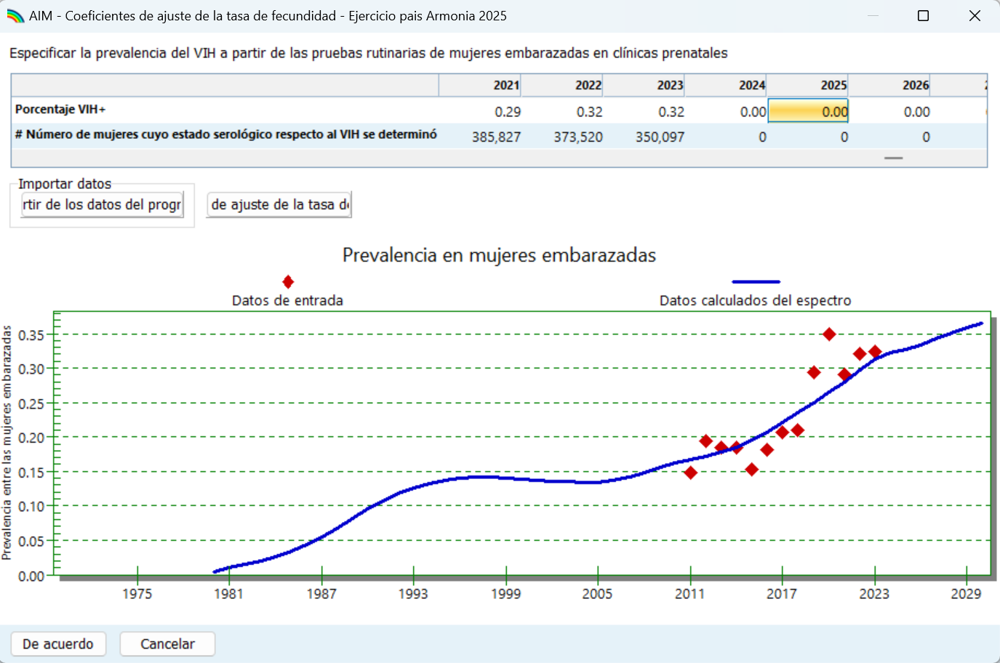 AIM - Coeficientes de ajuste de la tasa de fecundidad - Ejercicio pais Armonia 2025
Especificar la prevalencia del VIH a partir de las pruebas rutinarias de mujeres embarazadas en clínicas prenatales
2021 2022 2023 2024 2025 2026
Porcentaje VIH+ 0.29 0.32 0.32 0.00 0.00 0.00
# Número de mujeres cuyo estado serológico respecto al VIH se determinó 385,827 373,520 350,097 0 0 0
Importar datos
rtir de los datos del progr de ajuste de la tasa d
Prevalencia en mujeres embarazadas
Datos de entrada Datos calculados del espectro
Prevalencia entre las mujeres embarazadas
0.35
0.30
0.25
0.20
0.15
0.10
0.05
0.00
1975 1981 1987 1993 1999 2005 2011 2017 2023 2029
De acuerdo Cancelar